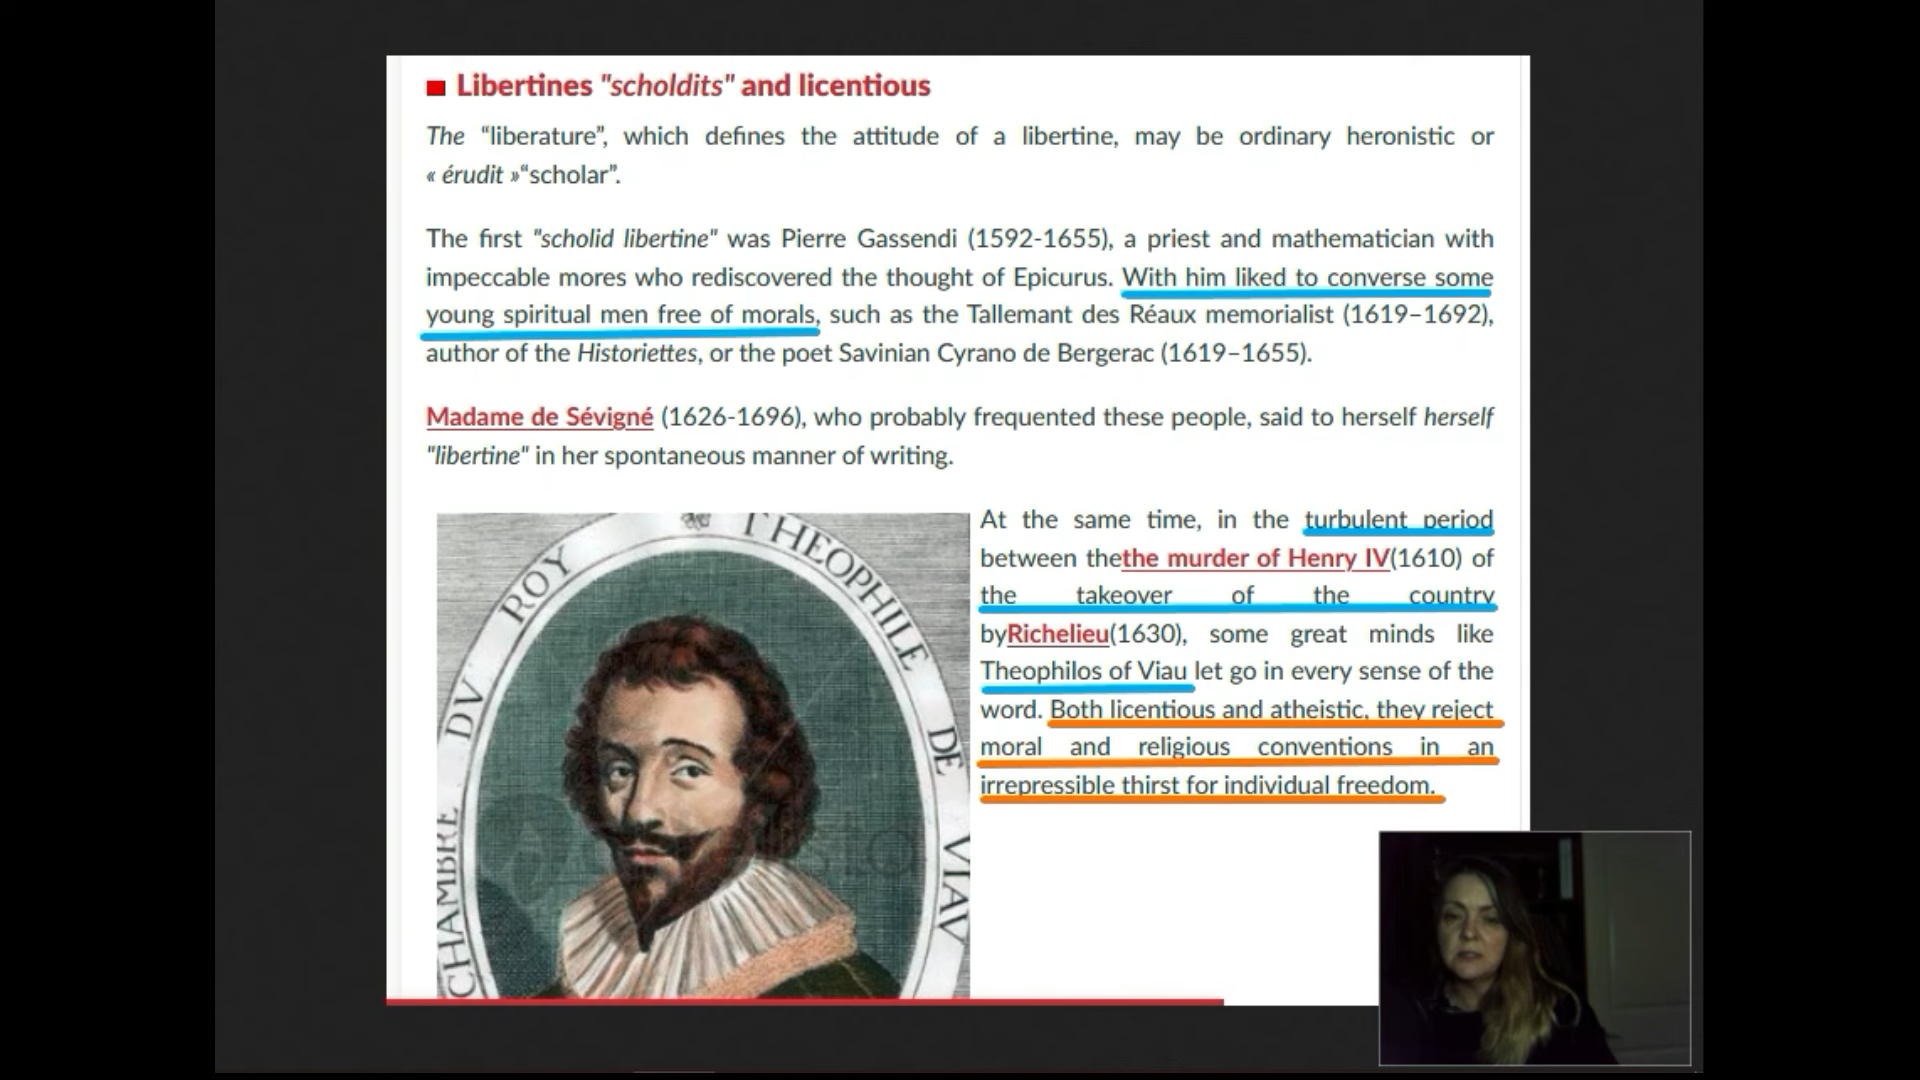 Libertines "scholdits" and licentious
The “liberature”, which defines the attitude of a libertine, may be ordinary heronistic or
« érudit »“scholar”.
The first "scholid libertine" was Pierre Gassendi (1592-1655), a priest and mathematician with
impeccable mores who rediscovered the thought of Epicurus. With him liked to converse some
young spiritual men free of morals, such as the Tallemant des Réaux memorialist (1619–1692),
author of the Historiettes, or the poet Savinian Cyrano de Bergerac (1619–1655).
Madame de Sévigné (1626-1696), who probably frequented these people, said to herself herself
"libertine" in her spontaneous manner of writing.
At the same time, in the turbulent period
between thethe murder of Henry IV(1610) of
the takeover of the country
byRichelieu(1630), some great minds like
Theophilos of Viau let go in every sense of the
word. Both licentious and atheistic, they reject
moral and religious conventions in an
irrepressible thirst for individual freedom.
THEOPHILE DE VIAV
CHAMBRE DV ROY